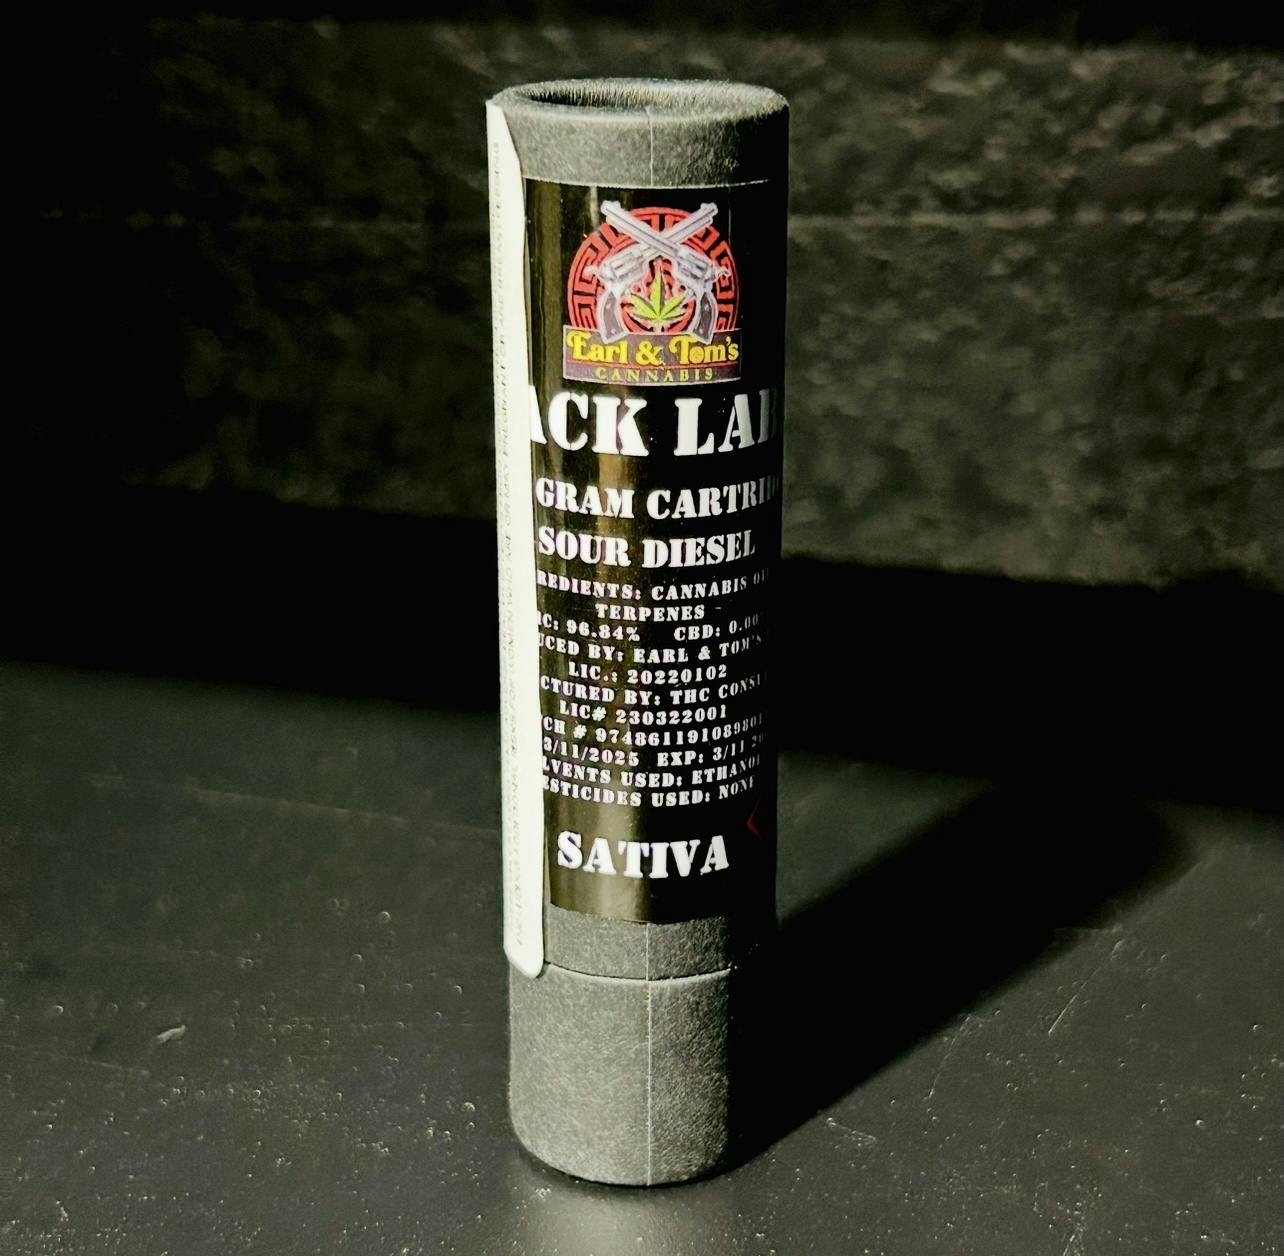 Earl & Tom's
CANNABIS
ACK LAB
GRAM CARTRID
SOUR DIESEL
REDIENTS: CANNABIS OI
TERPENES
C: 96.84% CBD: 0.00
UCED BY: EARL & TOM'S
LIC.: 20220102
CTURED BY: THC CONSU
LIC# 230322001
CH # 9748611910898
3/11/2025 EXP: 3/11
LVENTS USED: ETHANO
ESTICIDES USED: NONE
SATIVA